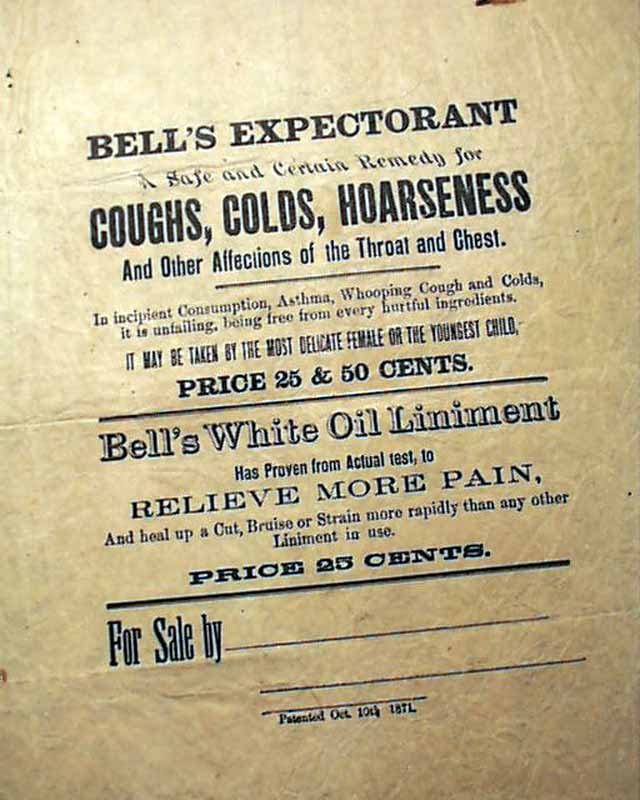 BELL'S EXPECTORANT
A Safe and Certain Remedy for
COUGHS, COLDS, HOARSENESS
And Other Affections of the Throat and Chest.
In incipient Consumption, Asthma, Whooping Cough and Colds,
it is unfailing, being free from every hurtful ingredients.
IT MAY BE TAKEN BY THE MOST DELICATE FEMALE OR THE YOUNGEST CHILD,
PRICE 25 & 50 CENTS.
Bell's White Oil Liniment
Has Proven from Actual test, to
RELIEVE MORE PAIN,
And heal up a Cut, Bruise or Strain more rapidly than any other
Liniment in use.
PRICE 25 CENTS.
For Sale by
Patented Oct. 10th 1871.